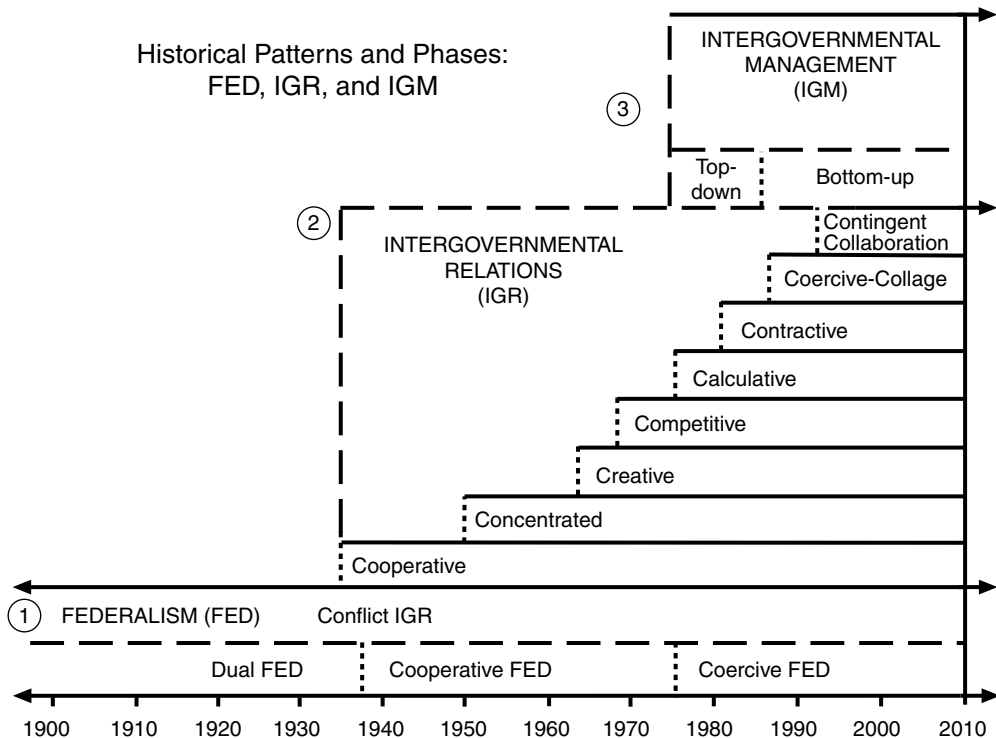 Historical Patterns and Phases:
FED, IGR, and IGM
INTERGOVERNMENTAL
MANAGEMENT
(IGM)
3
Top-
down
Bottom-up
2
INTERGOVERNMENTAL
RELATIONS
(IGR)
Contingent
Collaboration
Coercive-Collage
Contractive
Calculative
Competitive
Creative
Concentrated
Cooperative
1 FEDERALISM (FED) Conflict IGR
Dual FED Cooperative FED Coercive FED
1900 1910 1920 1930 1940 1950 1960 1970 1980 1990 2000 2010